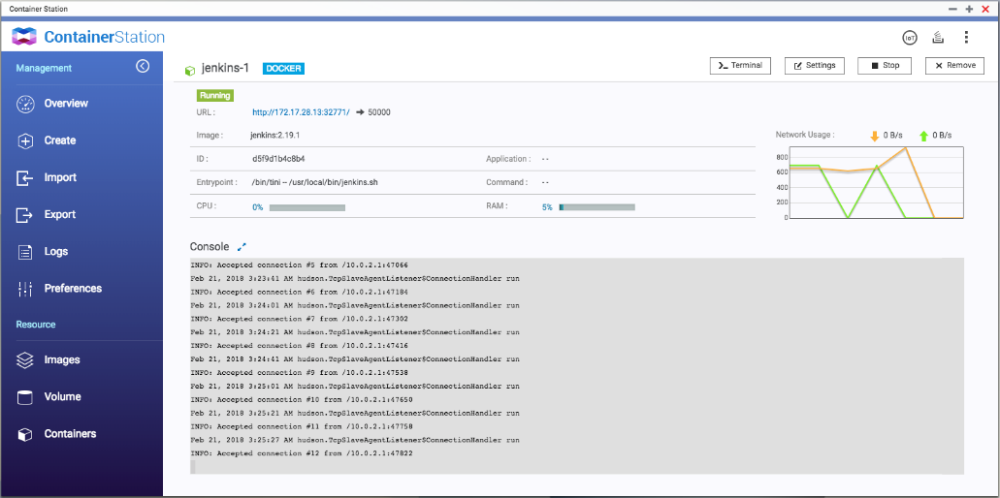 Container Station
ContainerStation
IoT
Management
Overview
Create
Import
Export
Logs
Preferences
Resource
Images
Volume
Containers
jenkins-1 DOCKER
Terminal Settings Stop Remove
Running
URL : http://172.17.28.13:32771/ ➔ 50000
Image : jenkins:2.19.1
ID : d5f9d1b4c8b4 Application : --
Entrypoint : /bin/tini -- /usr/local/bin/jenkins.sh Command : --
CPU : 0% RAM : 5%
Network Usage : 0 B/s 0 B/s
800
600
400
200
0
Console
INFO: Accepted connection #5 from /10.0.2.1:47066
Feb 21, 2018 3:23:41 AM hudson.TcpSlaveAgentListener$ConnectionHandler run
INFO: Accepted connection #6 from /10.0.2.1:47184
Feb 21, 2018 3:24:01 AM hudson.TcpSlaveAgentListener$ConnectionHandler run
INFO: Accepted connection #7 from /10.0.2.1:47302
Feb 21, 2018 3:24:21 AM hudson.TcpSlaveAgentListener$ConnectionHandler run
INFO: Accepted connection #8 from /10.0.2.1:47416
Feb 21, 2018 3:24:41 AM hudson.TcpSlaveAgentListener$ConnectionHandler run
INFO: Accepted connection #9 from /10.0.2.1:47538
Feb 21, 2018 3:25:01 AM hudson.TcpSlaveAgentListener$ConnectionHandler run
INFO: Accepted connection #10 from /10.0.2.1:47650
Feb 21, 2018 3:25:21 AM hudson.TcpSlaveAgentListener$ConnectionHandler run
INFO: Accepted connection #11 from /10.0.2.1:47758
Feb 21, 2018 3:25:27 AM hudson.TcpSlaveAgentListener$ConnectionHandler run
INFO: Accepted connection #12 from /10.0.2.1:47822